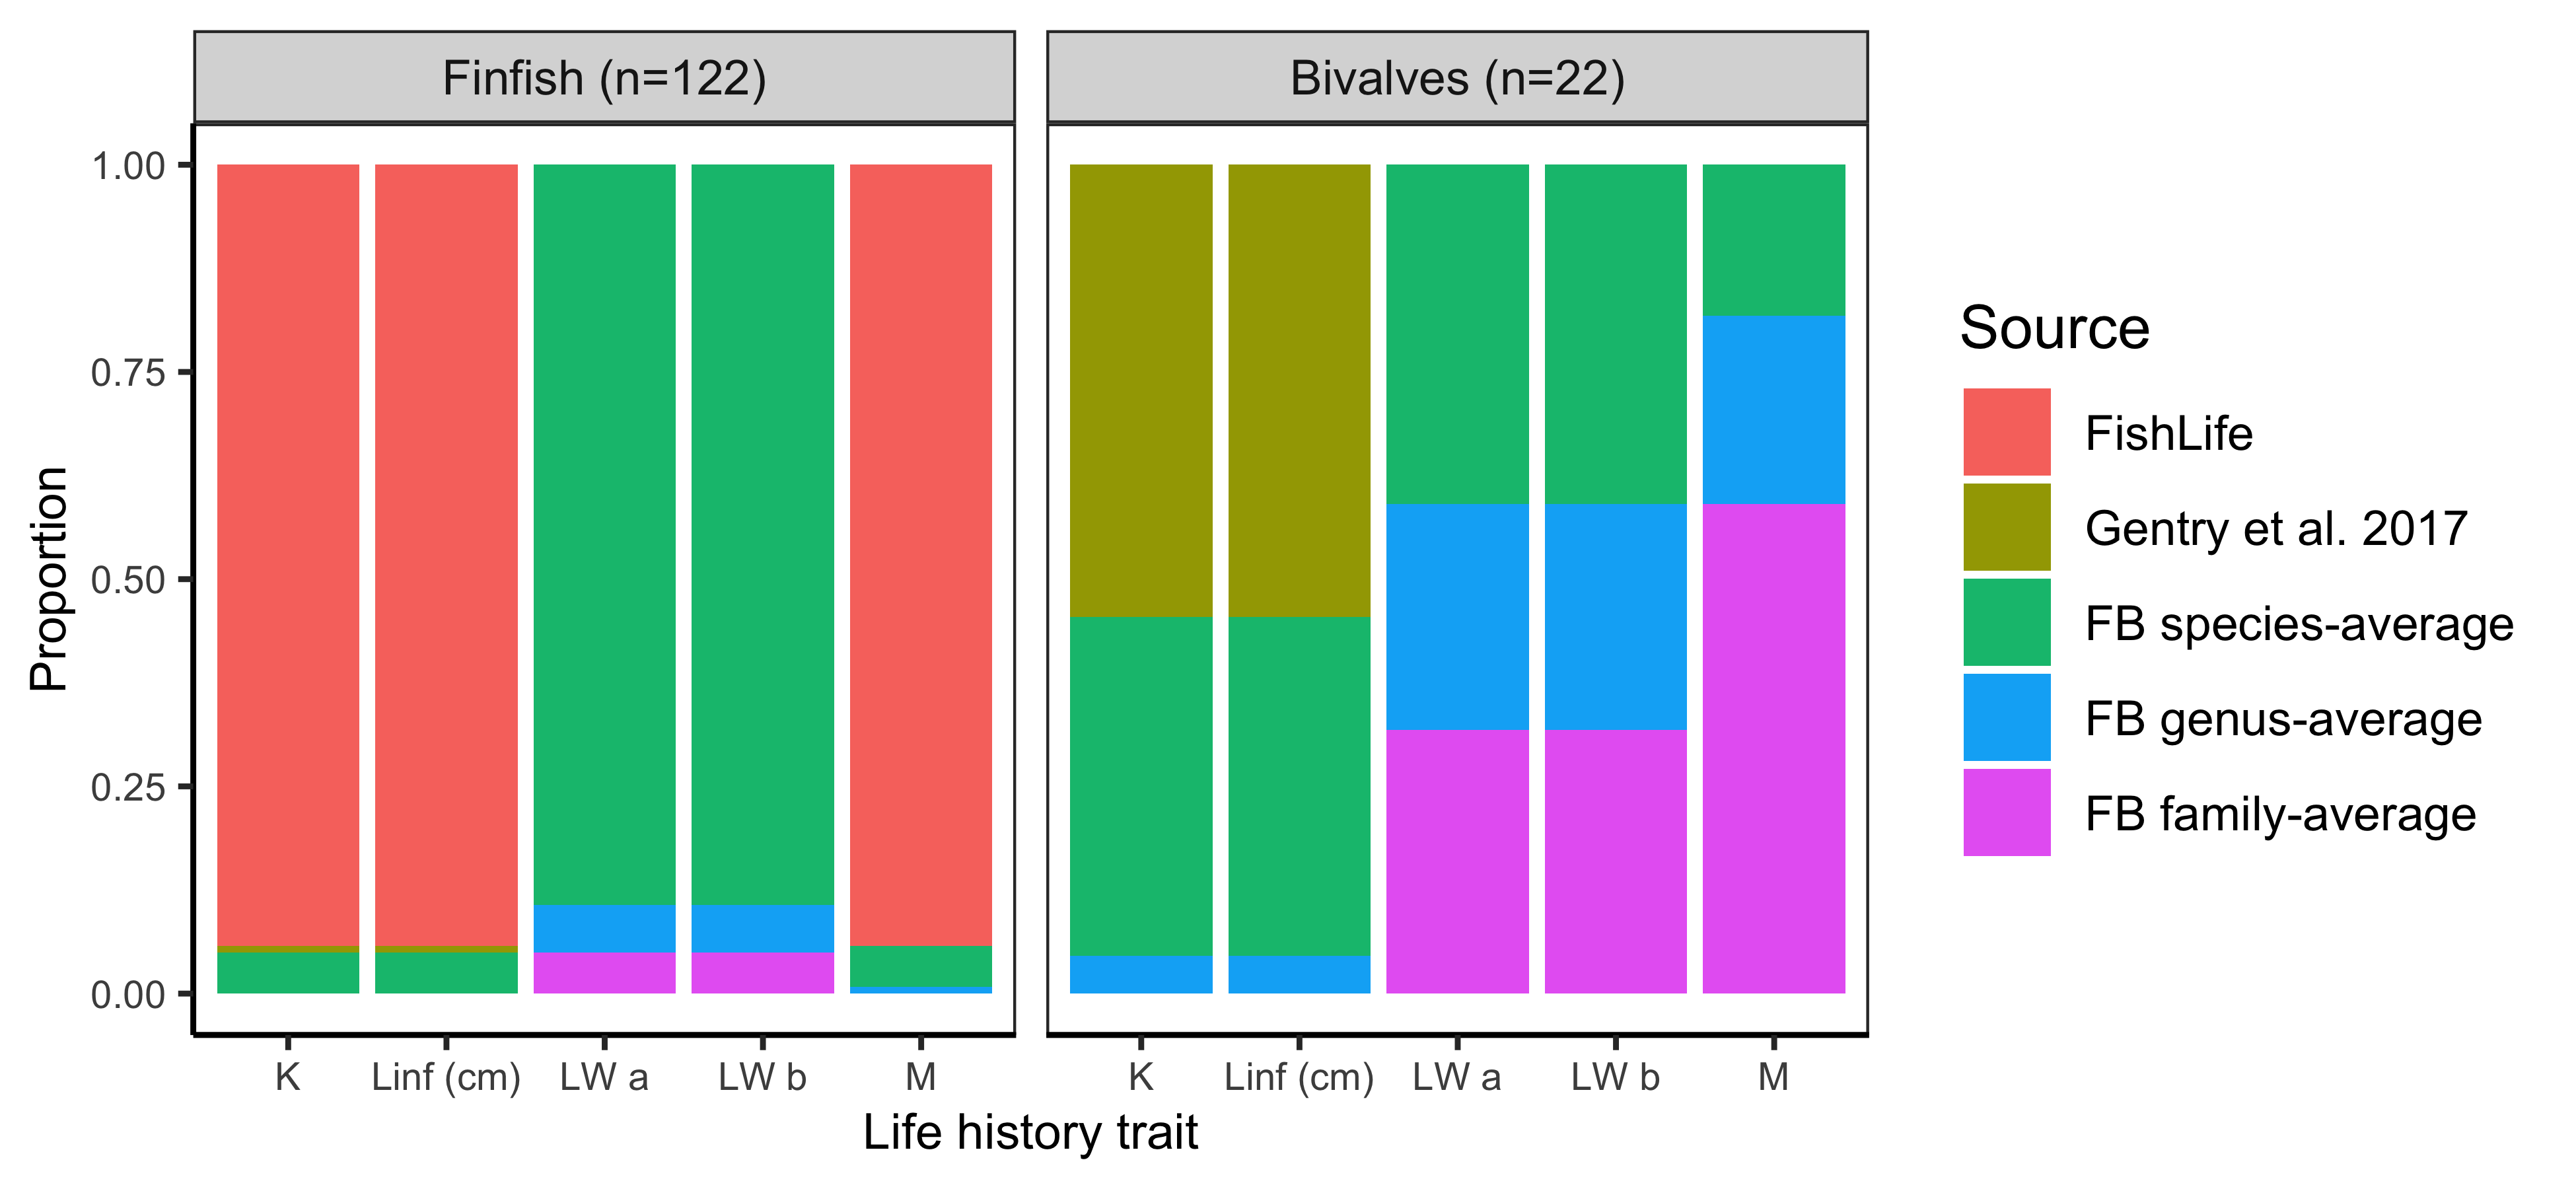 Finfish (n=122)
Bivalves (n=22)
1.00
0.75
0.50
0.25
0.00
Proportion
K
Linf (cm)
LW a
LW b
M
K
Linf (cm)
LW a
LW b
M
Life history trait
Source
FishLife
Gentry et al. 2017
FB species-average
FB genus-average
FB family-average